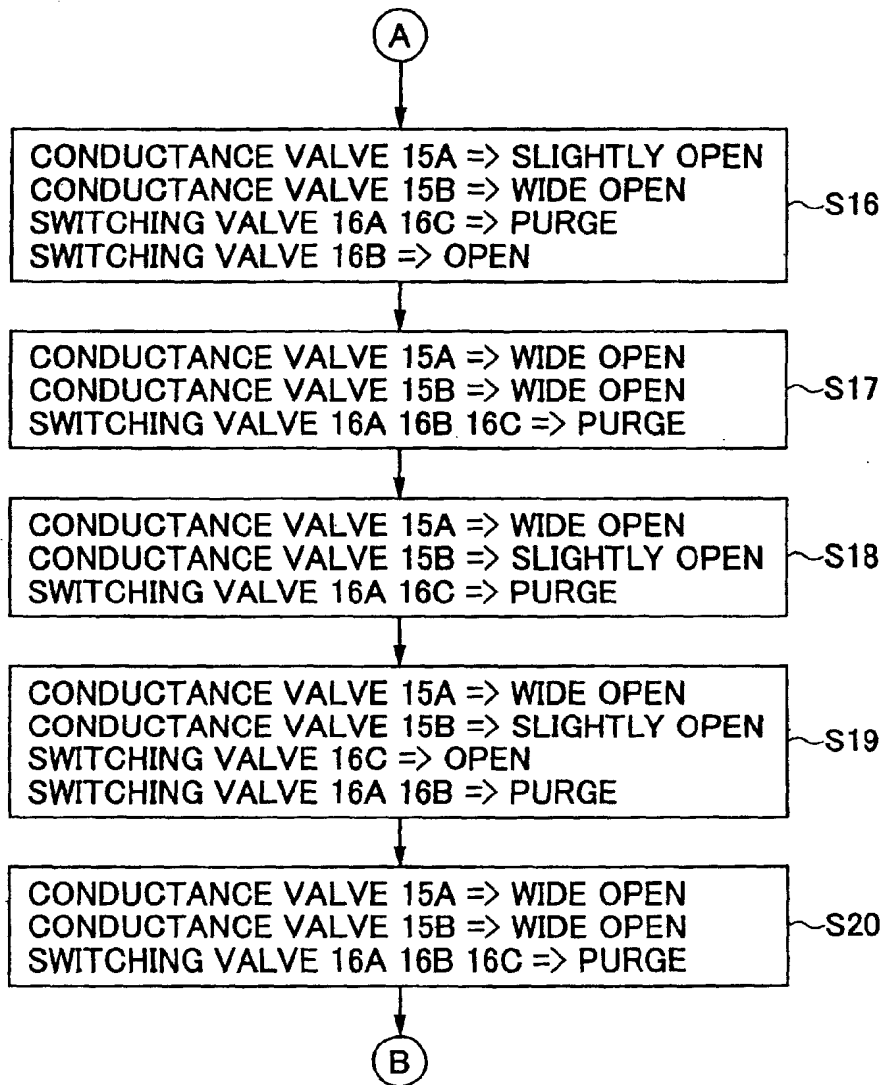 A
CONDUCTANCE VALVE 15A => SLIGHTLY OPEN
CONDUCTANCE VALVE 15B => WIDE OPEN
SWITCHING VALVE 16A 16C => PURGE
SWITCHING VALVE 16B => OPEN
S16
CONDUCTANCE VALVE 15A => WIDE OPEN
CONDUCTANCE VALVE 15B => WIDE OPEN
SWITCHING VALVE 16A 16B 16C => PURGE
S17
CONDUCTANCE VALVE 15A => WIDE OPEN
CONDUCTANCE VALVE 15B => SLIGHTLY OPEN
SWITCHING VALVE 16A 16C => PURGE
S18
CONDUCTANCE VALVE 15A => WIDE OPEN
CONDUCTANCE VALVE 15B => SLIGHTLY OPEN
SWITCHING VALVE 16C => OPEN
SWITCHING VALVE 16A 16B => PURGE
S19
CONDUCTANCE VALVE 15A => WIDE OPEN
CONDUCTANCE VALVE 15B => WIDE OPEN
SWITCHING VALVE 16A 16B 16C => PURGE
S20
B